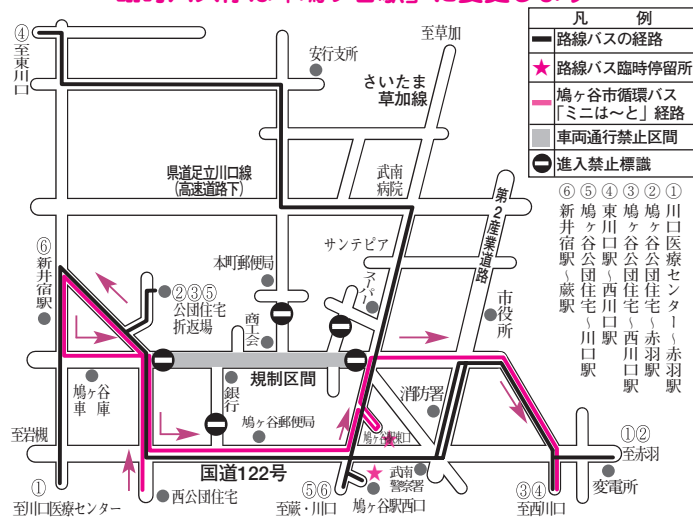 凡 例
路線バスの経路
路線バス臨時停留所
鳩ヶ谷市循環バス
「ミニは〜と」経路
車両通行禁止区間
進入禁止標識
①川口医療センター〜赤羽駅
②鳩ヶ谷公団住宅〜赤羽駅
③鳩ヶ谷公団住宅〜西川口駅
④東川口駅〜西川口駅
⑤鳩ヶ谷公団住宅〜川口駅
⑥新井宿駅〜蕨駅
④
至東川口
至草加
安行支所
さいたま
草加線
県道足立川口線
(高速道路下)
武南
病院
第2産業道路
サンテピア
スーパー
⑥
新井宿駅
②③⑤
公団住宅
折返場
本町郵便局
商工会
市役所
規制区間
鳩ヶ谷
車庫
銀行
消防署
鳩ヶ谷郵便局
鳩ヶ谷駅東口
至岩槻
国道122号
①②
至赤羽
武南
警察署
変電所
①
至川口医療センター
西公団住宅
⑤⑥
至蕨・川口
鳩ヶ谷駅西口
③④
至西川口